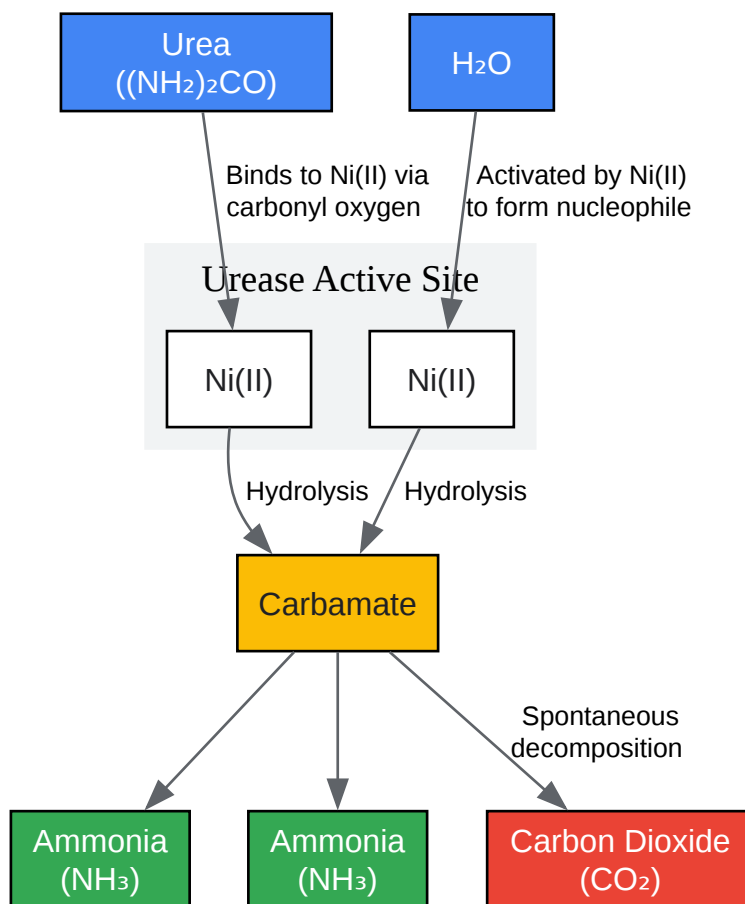 Urea
((NH₂)₂CO)
H₂O
Binds to Ni(II) via
carbonyl oxygen
Activated by Ni(II)
to form nucleophile
Urease Active Site
Ni(II)
Ni(II)
Hydrolysis
Hydrolysis
Carbamate
Spontaneous
decomposition
Ammonia
(NH₃)
Ammonia
(NH₃)
Carbon Dioxide
(CO₂)